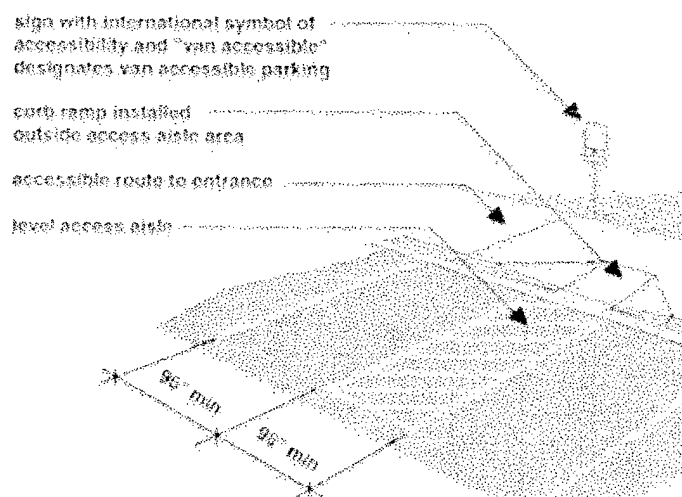 sign with international symbol of
accessibility and "van accessible"
designates van accessible parking
curb ramp installed
outside access aisle area
accessible route to entrance
level access aisle
96" min
96" min